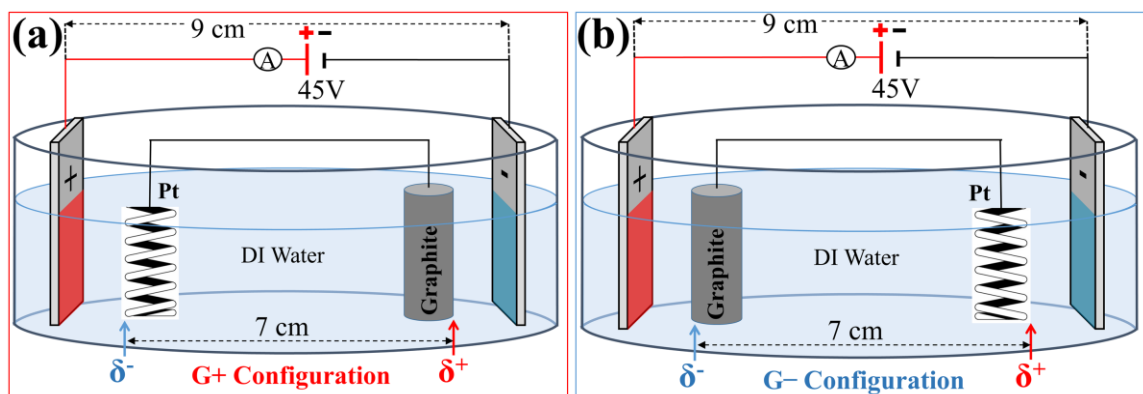 (a)
9 cm
+ −
A
45V
+
-
Pt
DI Water
Graphite
7 cm
δ-
δ+
G+ Configuration
(b)
9 cm
+ −
A
45V
+
-
Graphite
DI Water
Pt
7 cm
δ-
δ+
G− Configuration